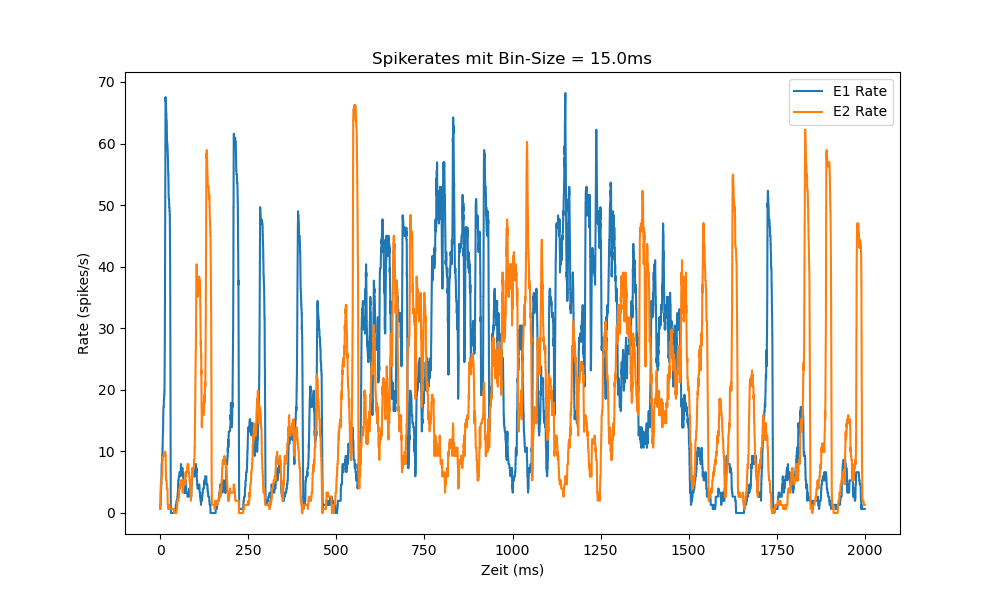 Spikerates mit Bin-Size = 15.0ms
E1 Rate
E2 Rate
70
60
50
40
30
20
10
0
Rate (spikes/s)
0 250 500 750 1000 1250 1500 1750 2000
Zeit (ms)